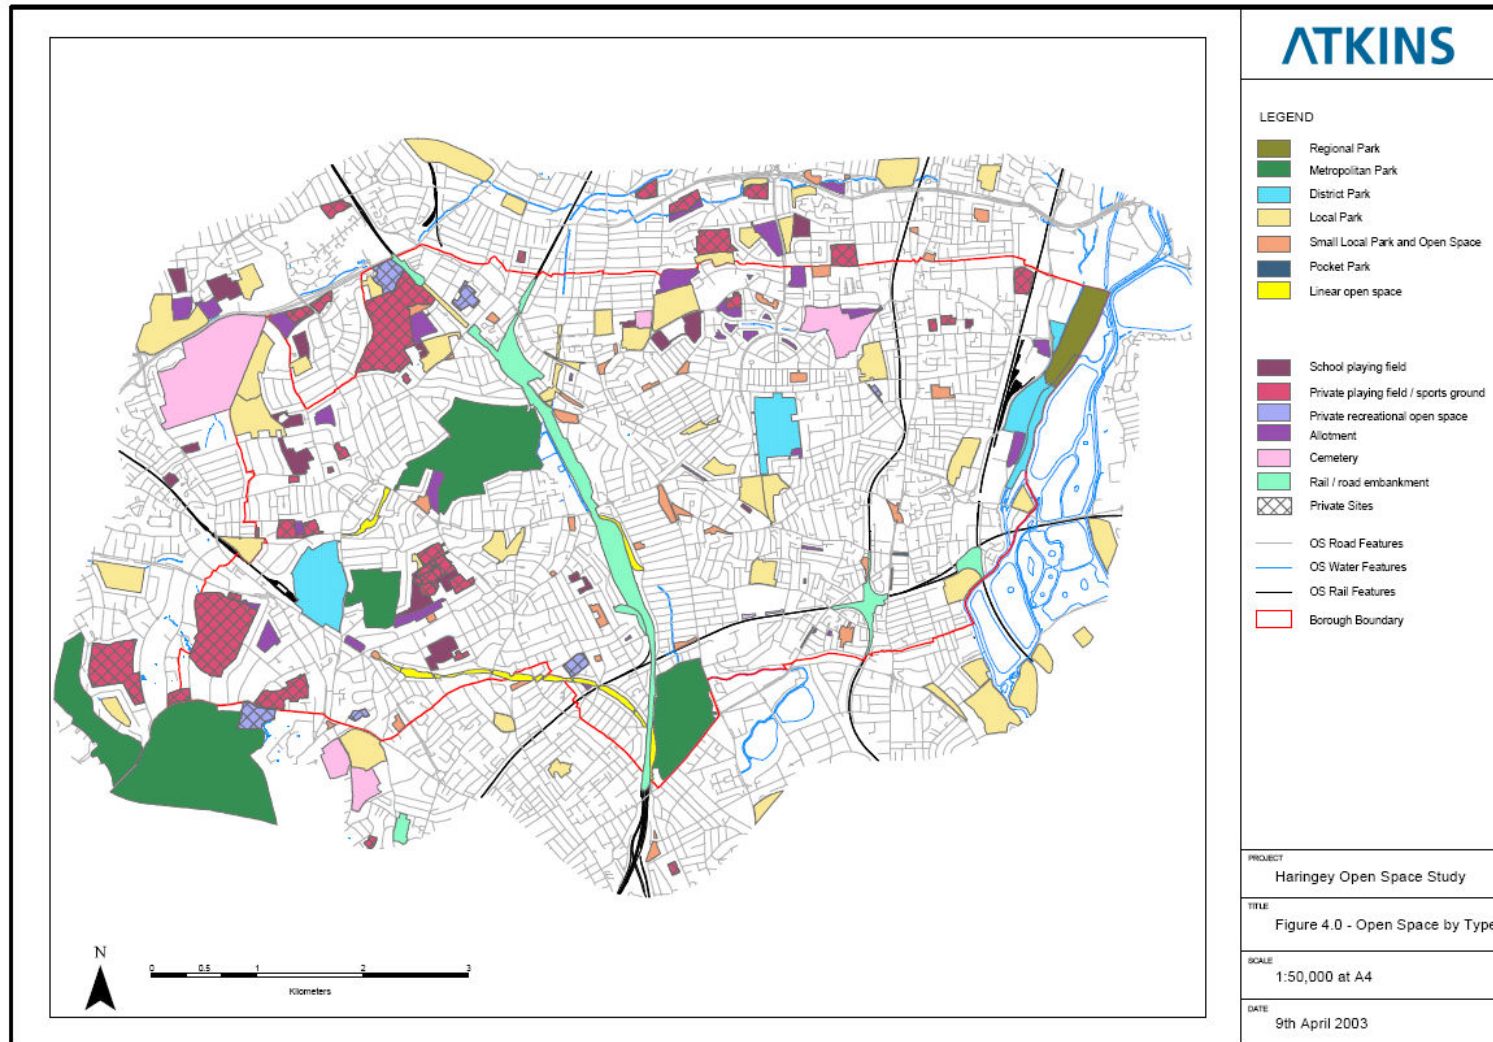 ATKINS
LEGEND
Regional Park
Metropolitan Park
District Park
Local Park
Small Local Park and Open Space
Pocket Park
Linear open space
School playing field
Private playing field / sports ground
Private recreational open space
Allotment
Cemetery
Rail / road embankment
Private Sites
OS Road Features
OS Water Features
OS Rail Features
Borough Boundary
PROJECT
Haringey Open Space Study
TITLE
Figure 4.0 - Open Space by Type
SCALE
1:50,000 at A4
DATE
9th April 2003
N
0 0.5 1 2 3
Kilometers